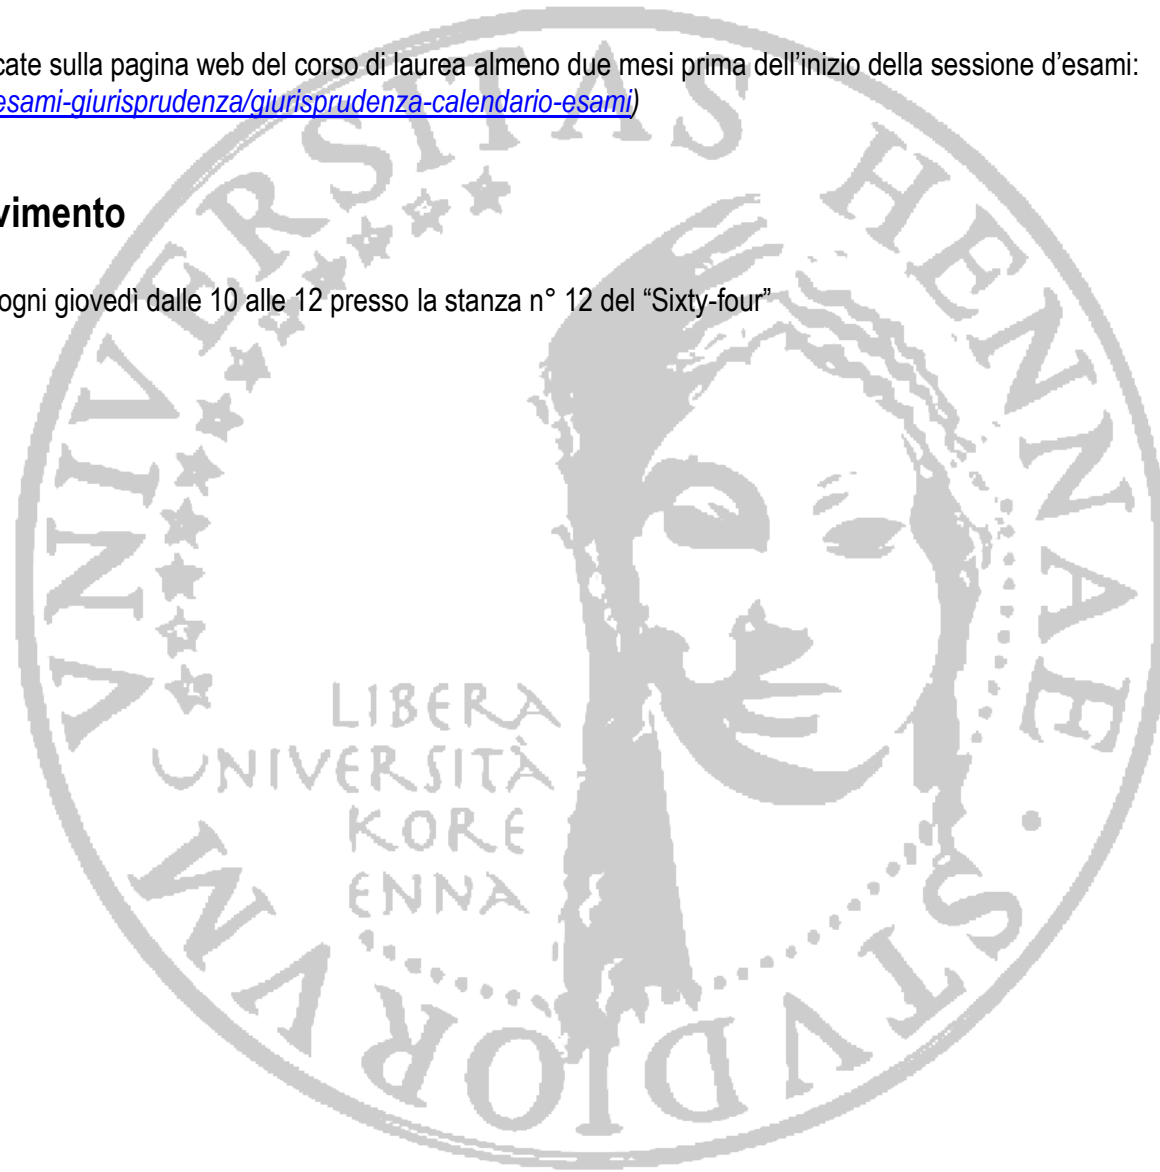 cate sulla pagina web del corso di laurea almeno due mesi prima dell’inizio della sessione d’esami:
esami-giurisprudenza/giurisprudenza-calendario-esami)
vimento
ogni giovedì dalle 10 alle 12 presso la stanza n° 12 del “Sixty-four”
VNIVERSITAS HENNAE · STVDIORVM
LIBERA
UNIVERSITÀ
KORE
ENNA